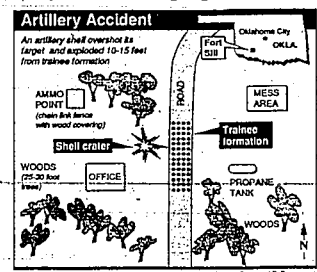 Artillery Accident
An artillery shell overshot its
target and exploded 10-15 feet
from trainee formation
Oklahoma City
OKLA.
Fort
Sill
AMMO
POINT
(chain link fence
with wood covering)
ROAD
MESS
AREA
Shell crater
Trainee
formation
WOODS
(25-30 foot
trees)
OFFICE
PROPANE
TANK
WOODS
N